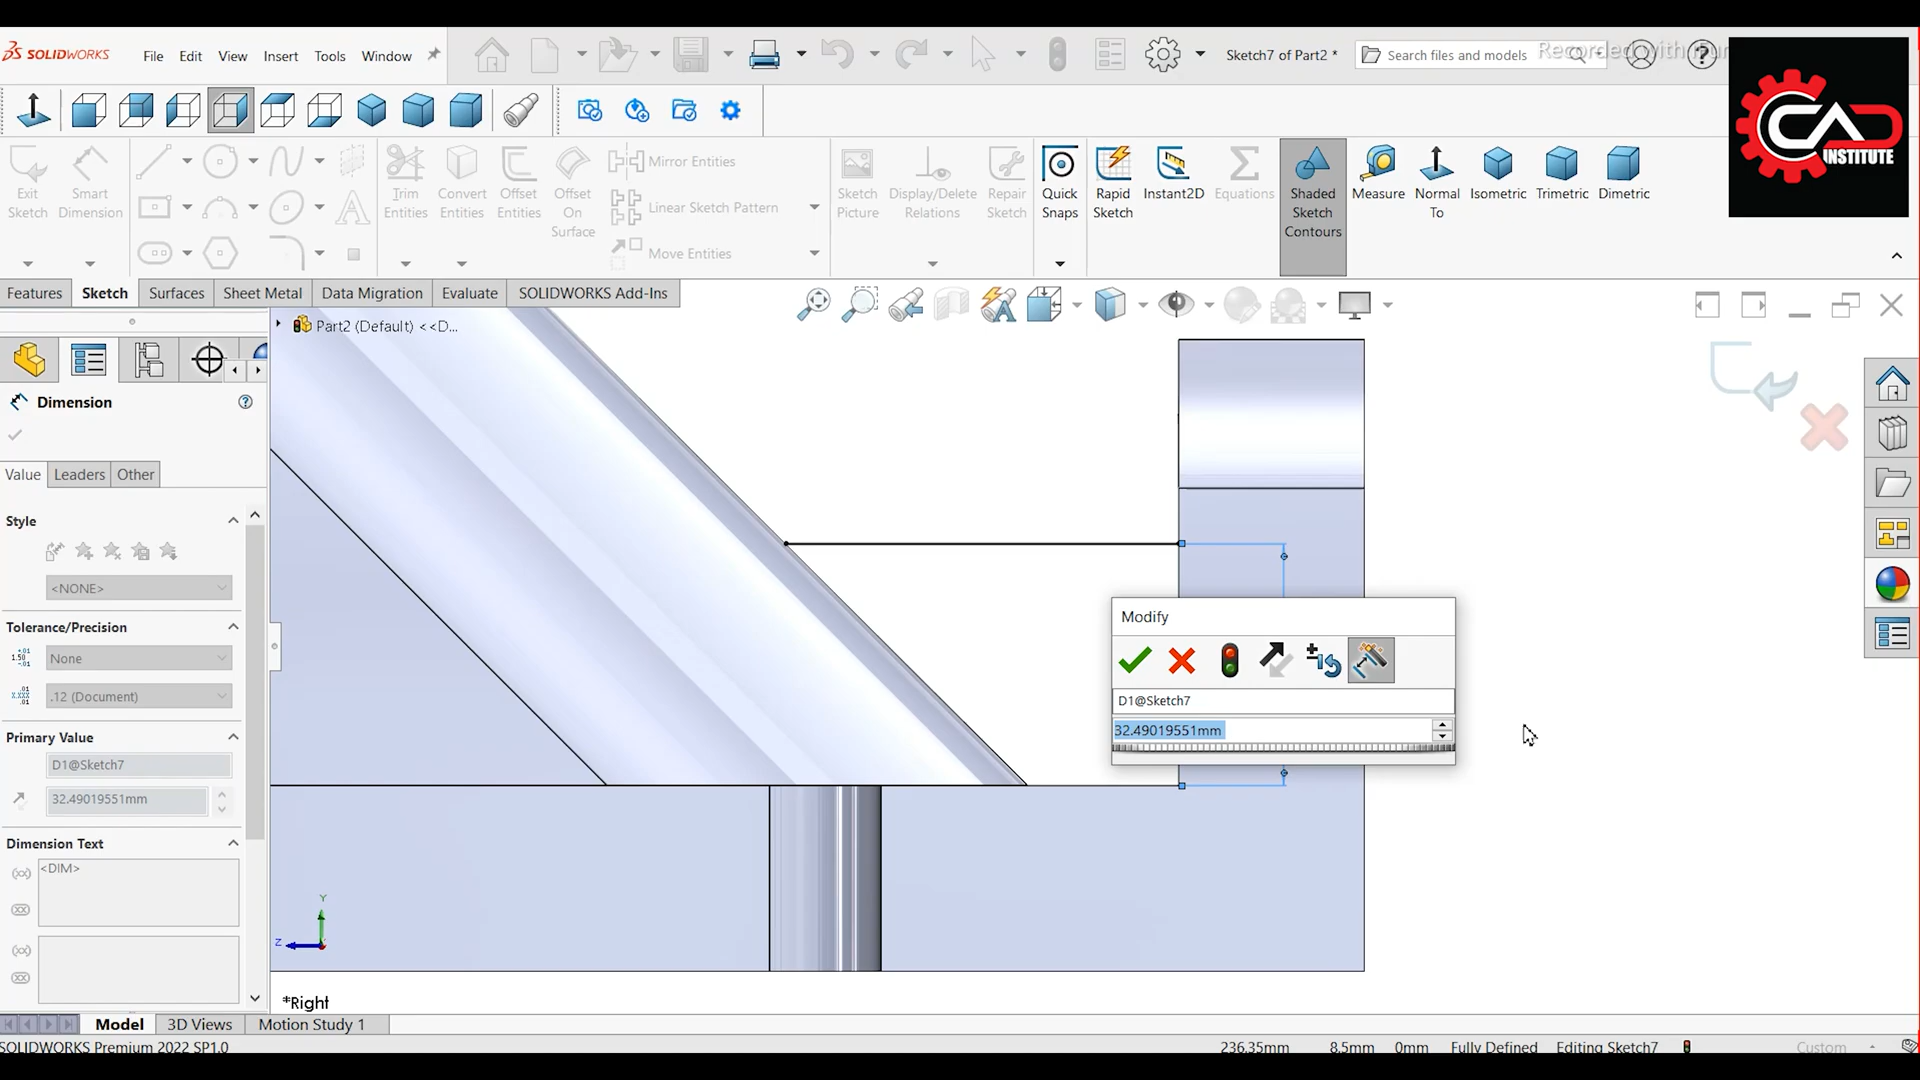 SOLIDWORKS
File Edit View Insert Tools Window
Sketch7 of Part2 *
Search files and models
Recorded with
CAD
INSTITUTE
Exit Sketch
Smart Dimension
Trim Entities
Convert Entities
Offset Entities
Offset On Surface
Mirror Entities
Linear Sketch Pattern
Move Entities
Sketch Picture
Display/Delete Relations
Repair Sketch
Quick Snaps
Rapid Sketch
Instant2D
Equations
Shaded Sketch Contours
Measure
Normal To
Isometric
Trimetric
Dimetric
Features Sketch Surfaces Sheet Metal Data Migration Evaluate SOLIDWORKS Add-Ins
Part2 (Default) <<D...
Dimension
Value Leaders Other
Style
<NONE>
Tolerance/Precision
None
.12 (Document)
Primary Value
D1@Sketch7
32.49019551mm
Dimension Text
<DIM>
Modify
D1@Sketch7
32.49019551mm
Y
Z
*Right
Model 3D Views Motion Study 1
SOLIDWORKS Premium 2022 SP1.0
236.35mm 8.5mm 0mm Fully Defined Editing Sketch7 Custom